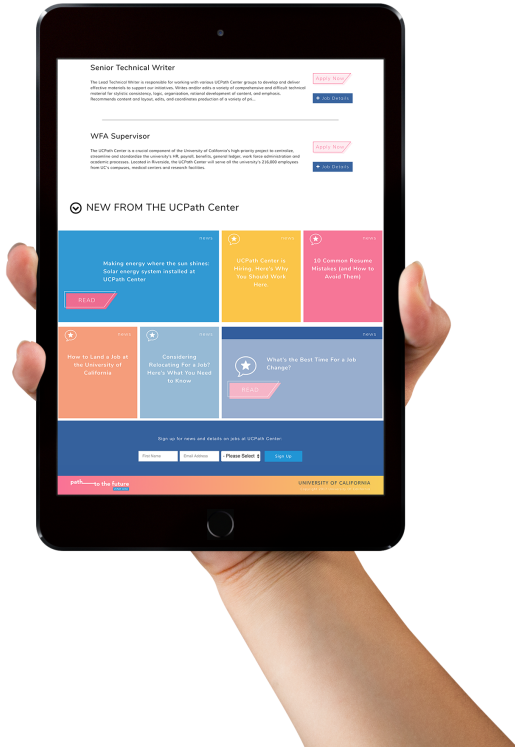 Senior Technical Writer
The Lead Technical Writer is responsible for working with various UCPath Center groups to develop and deliver
effective materials to support our initiatives. Writes and/or edits a variety of comprehensive and difficult technical
material for stylistic consistency, logic, organization, rational development of content, and emphasis.
Recommends content and layout, edits, and coordinates production of a variety of pr...
Apply Now
+ Job Details
WFA Supervisor
The UCPath Center is a crucial component of the University of California's high-priority project to centralize,
streamline and standardize the university's HR, payroll, benefits, general ledger, work force administration and
academic processes. Located in Riverside, the UCPath Center will serve all the university's 216,000 employees
from UC's campuses, medical centers and research facilities.
Apply Now
+ Job Details
NEW FROM THE UCPath Center
news
Making energy where the sun shines:
Solar energy system installed at
UCPath Center
READ
news
UCPath Center is
Hiring. Here's Why
You Should Work
Here
news
10 Common Resume
Mistakes (and How to
Avoid Them)
news
How to Land a Job at
the University of
California
news
Considering
Relocating For a Job?
Here's What You Need
to Know
news
What's the Best Time For a Job
Change?
READ
Sign up for news and details on jobs at UCPath Center
First Name
Email Address
- Please Select
Sign Up
path to the future
UNIVERSITY OF CALIFORNIA